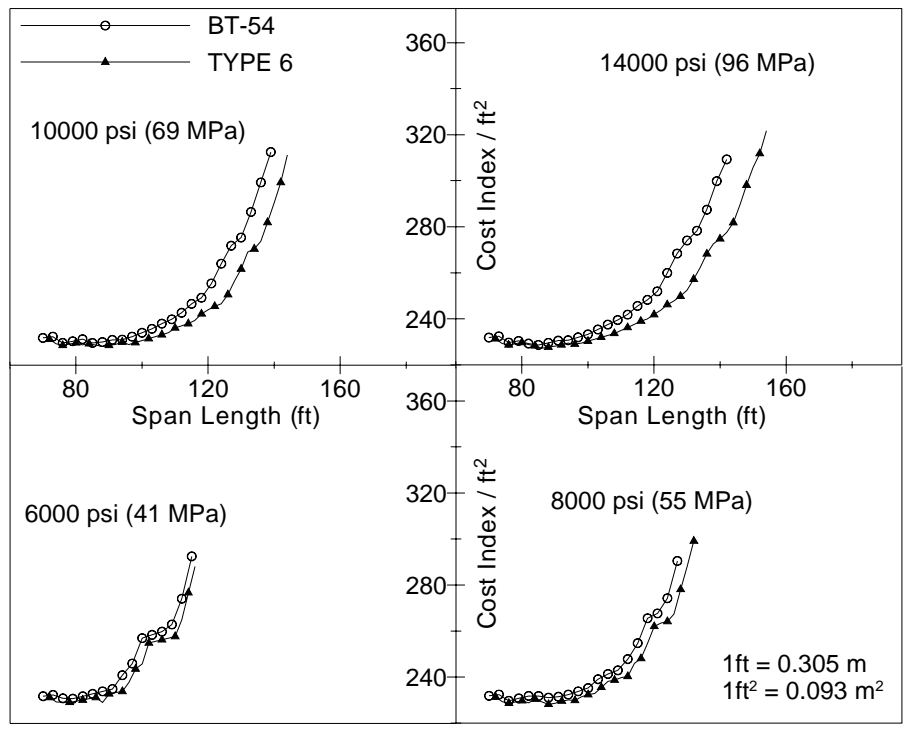 BT-54
TYPE 6
10000 psi (69 MPa)
14000 psi (96 MPa)
360
320
280
240
Cost Index / ft²
80 120 160
Span Length (ft)
80 120 160
Span Length (ft)
6000 psi (41 MPa)
8000 psi (55 MPa)
360
320
280
240
Cost Index / ft²
1ft = 0.305 m
1ft² = 0.093 m²